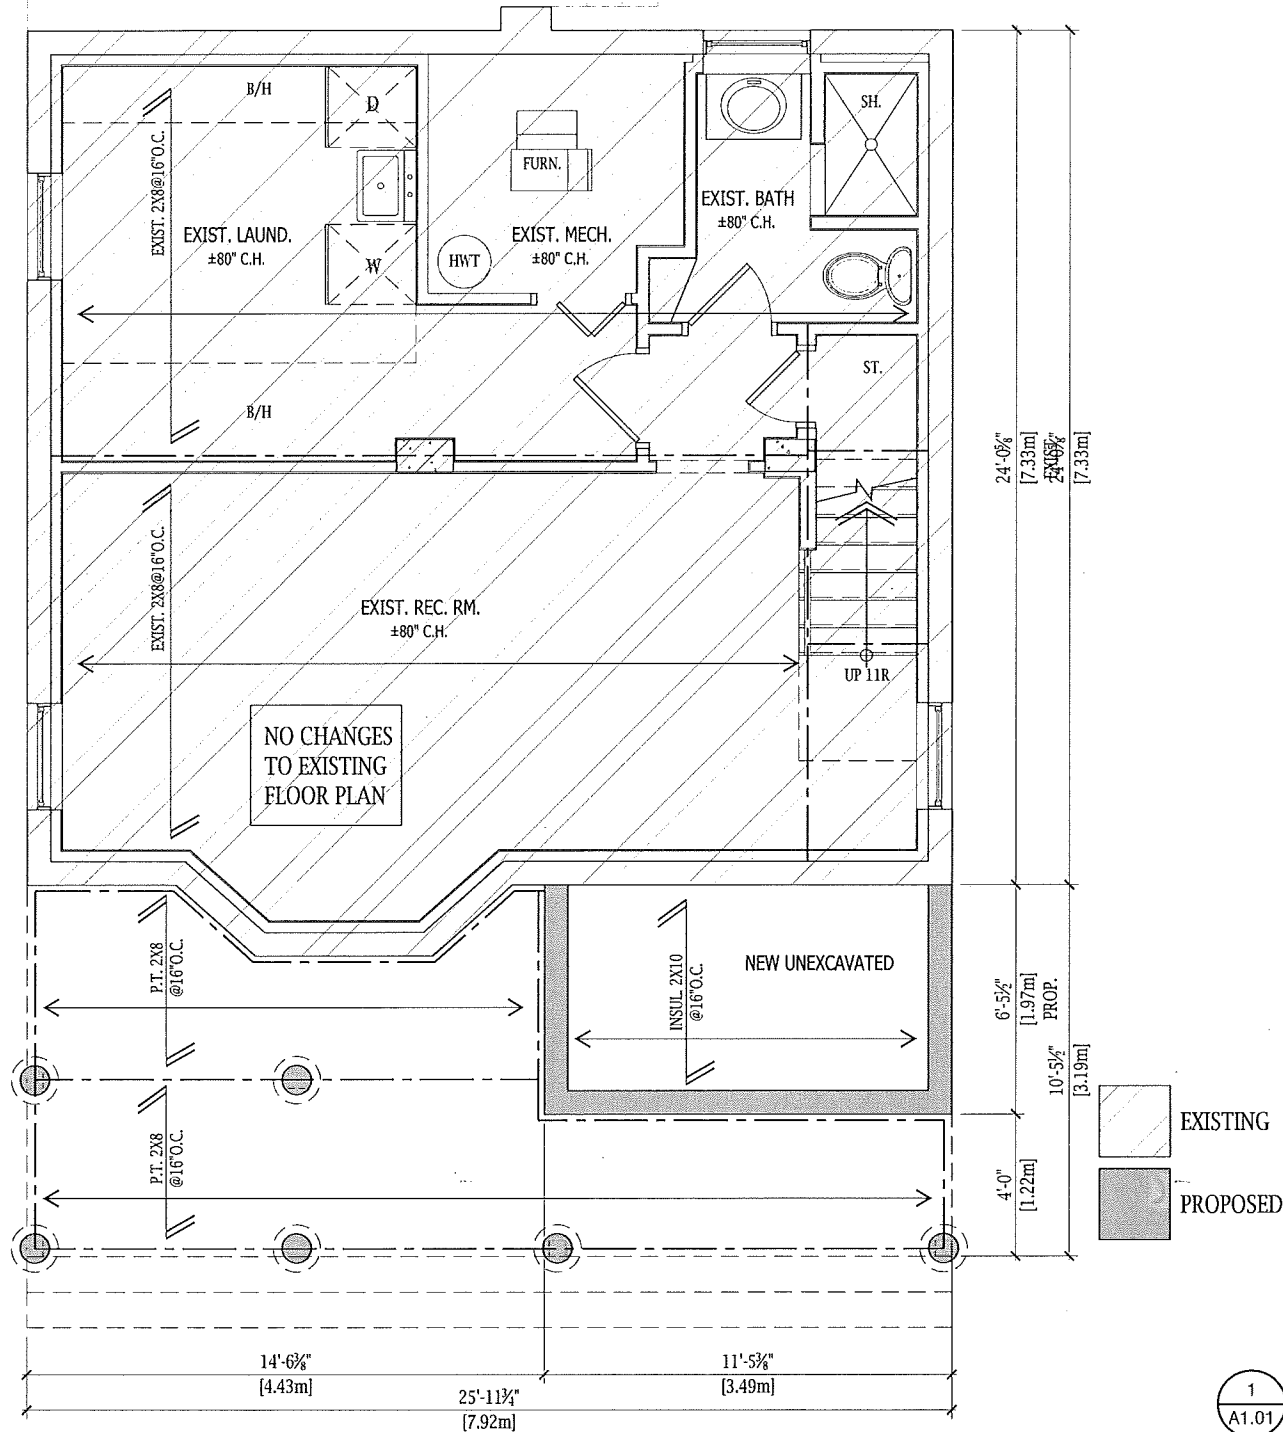 B/H
D
SH.
FURN.
EXIST. 2X8@16"O.C.
EXIST. BATH
±80" C.H.
EXIST. LAUND.
±80" C.H.
EXIST. MECH.
±80" C.H.
HWT
W
ST.
B/H
24'-0⅝"
[7.33m]
[7.33m]
EXIST. 2X8@16"O.C.
EXIST. REC. RM.
±80" C.H.
UP 11R
NO CHANGES
TO EXISTING
FLOOR PLAN
P.T. 2X8
@16"O.C.
INSUL 2X10
@16"O.C.
NEW UNEXCAVATED
6'-5½"
[1.97m]
PROP.
10'-5½"
[3.19m]
EXISTING
P.T. 2X8
@16"O.C.
4'-0"
[1.22m]
PROPOSED
14'-6⅜"
[4.43m]
11'-5⅜"
[3.49m]
25'-11¾"
[7.92m]
1
A1.01